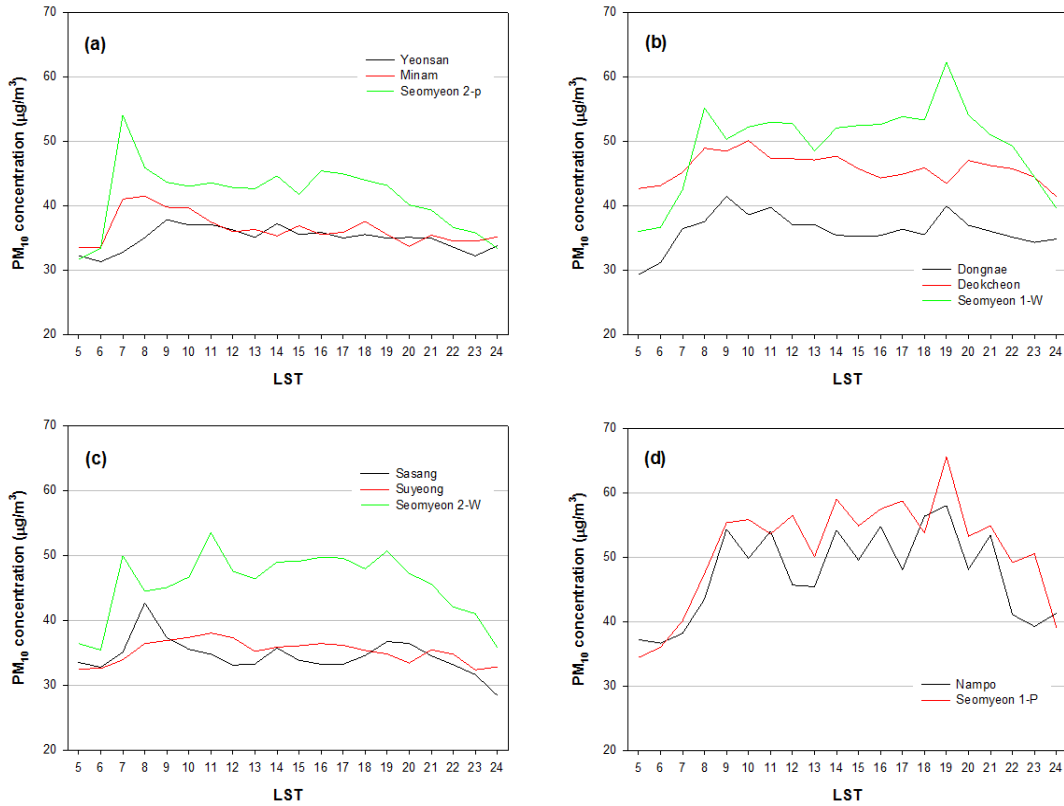 (a)
Yeonsan
Minam
Seomyeon 2-p
PM10 concentration (µg/m³)
70
60
50
40
30
20
5 6 7 8 9 10 11 12 13 14 15 16 17 18 19 20 21 22 23 24
LST
(b)
Dongnae
Deokcheon
Seomyeon 1-W
PM10 concentration (µg/m³)
70
60
50
40
30
20
5 6 7 8 9 10 11 12 13 14 15 16 17 18 19 20 21 22 23 24
LST
(c)
Sasang
Suyeong
Seomyeon 2-W
PM10 concentration (µg/m³)
70
60
50
40
30
20
5 6 7 8 9 10 11 12 13 14 15 16 17 18 19 20 21 22 23 24
LST
(d)
Nampo
Seomyeon 1-P
PM10 concentration (µg/m³)
70
60
50
40
30
20
5 6 7 8 9 10 11 12 13 14 15 16 17 18 19 20 21 22 23 24
LST